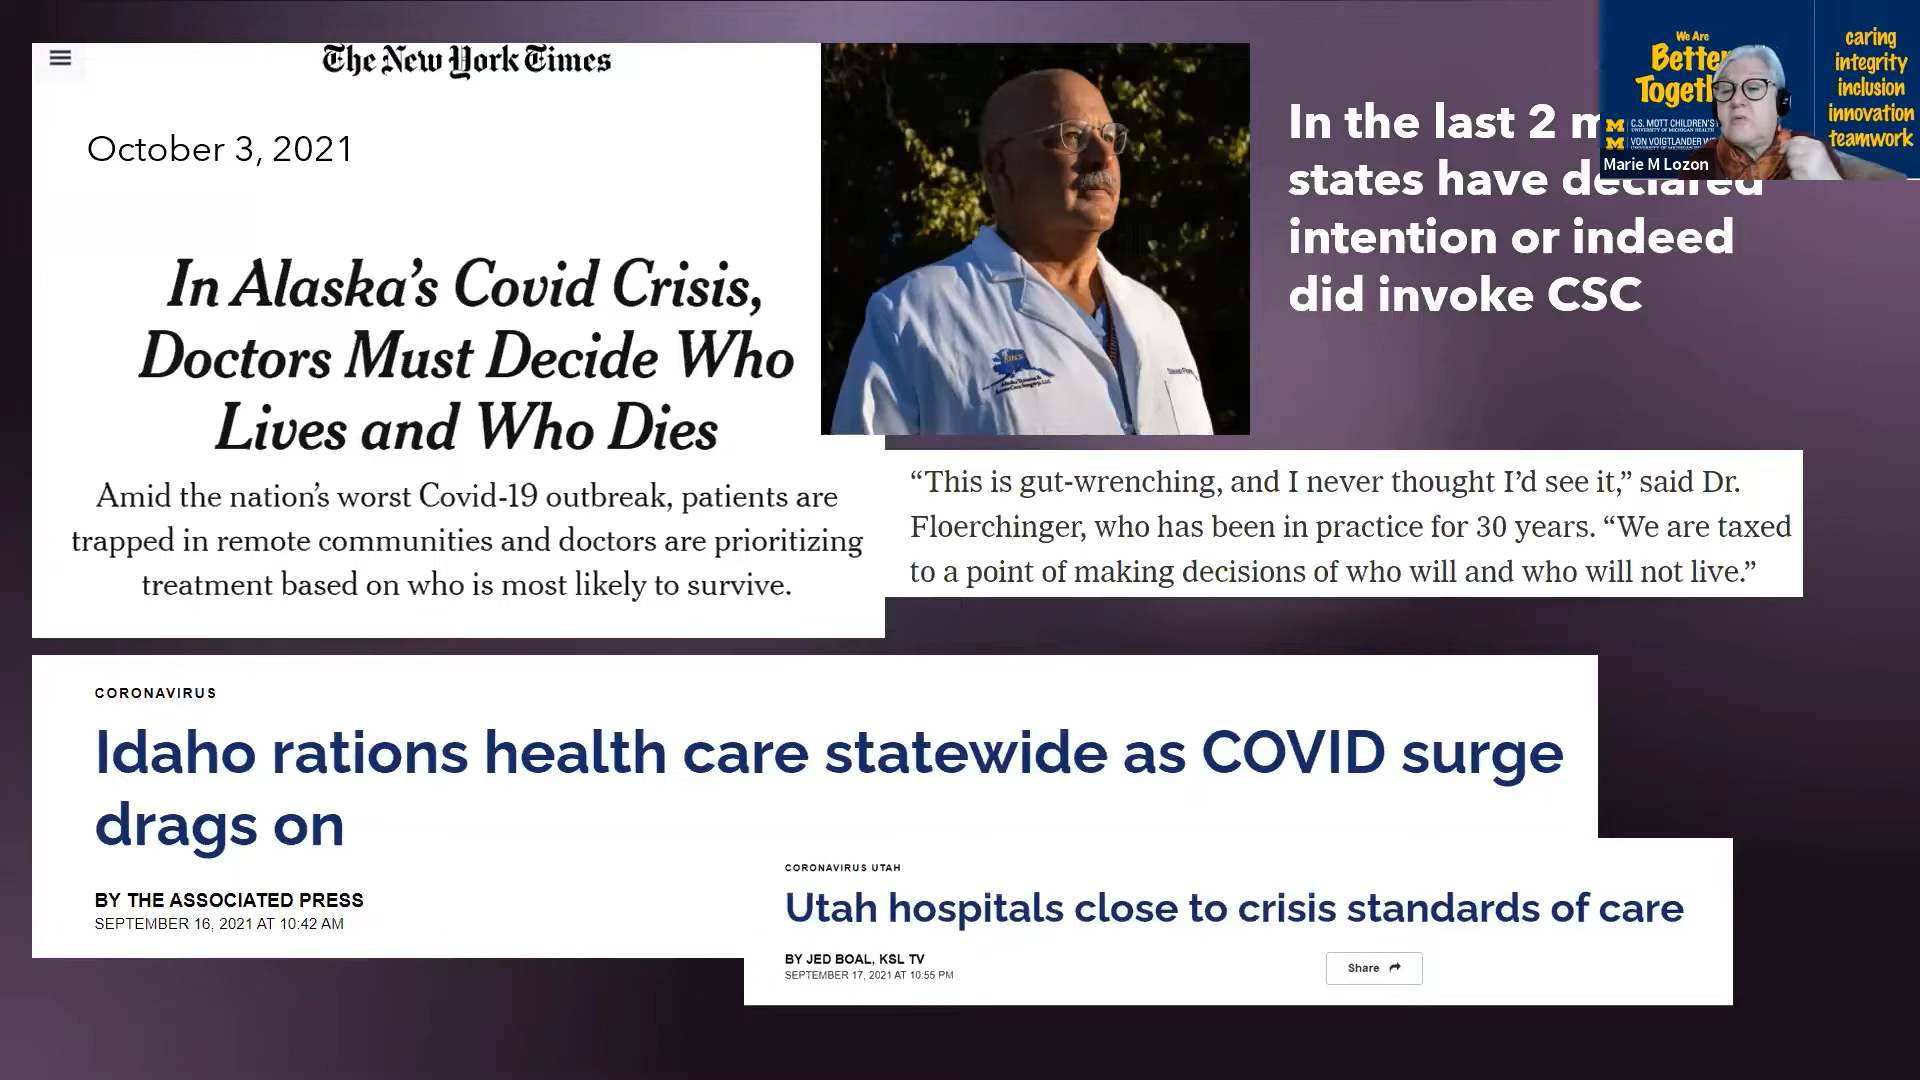 The New York Times
October 3, 2021
In Alaska's Covid Crisis,
Doctors Must Decide Who
Lives and Who Dies
Amid the nation's worst Covid-19 outbreak, patients are
trapped in remote communities and doctors are prioritizing
treatment based on who is most likely to survive.
In the last 2
states have declared
intention or indeed
did invoke CSC
We Are
Together
caring
integrity
inclusion
innovation
teamwork
C.S. MOTT CHILDREN'S
UNIVERSITY OF MICHIGAN HEALTH
VON VOIGTLANDER
Marie M Lozon
“This is gut-wrenching, and I never thought I'd see it,” said Dr.
Floerchinger, who has been in practice for 30 years. “We are taxed
to a point of making decisions of who will and who will not live.”
CORONAVIRUS
Idaho rations health care statewide as COVID surge
drags on
BY THE ASSOCIATED PRESS
SEPTEMBER 16, 2021 AT 10:42 AM
CORONAVIRUS UTAH
Utah hospitals close to crisis standards of care
BY JED BOAL, KSL TV
SEPTEMBER 17, 2021 AT 10:55 PM
Share